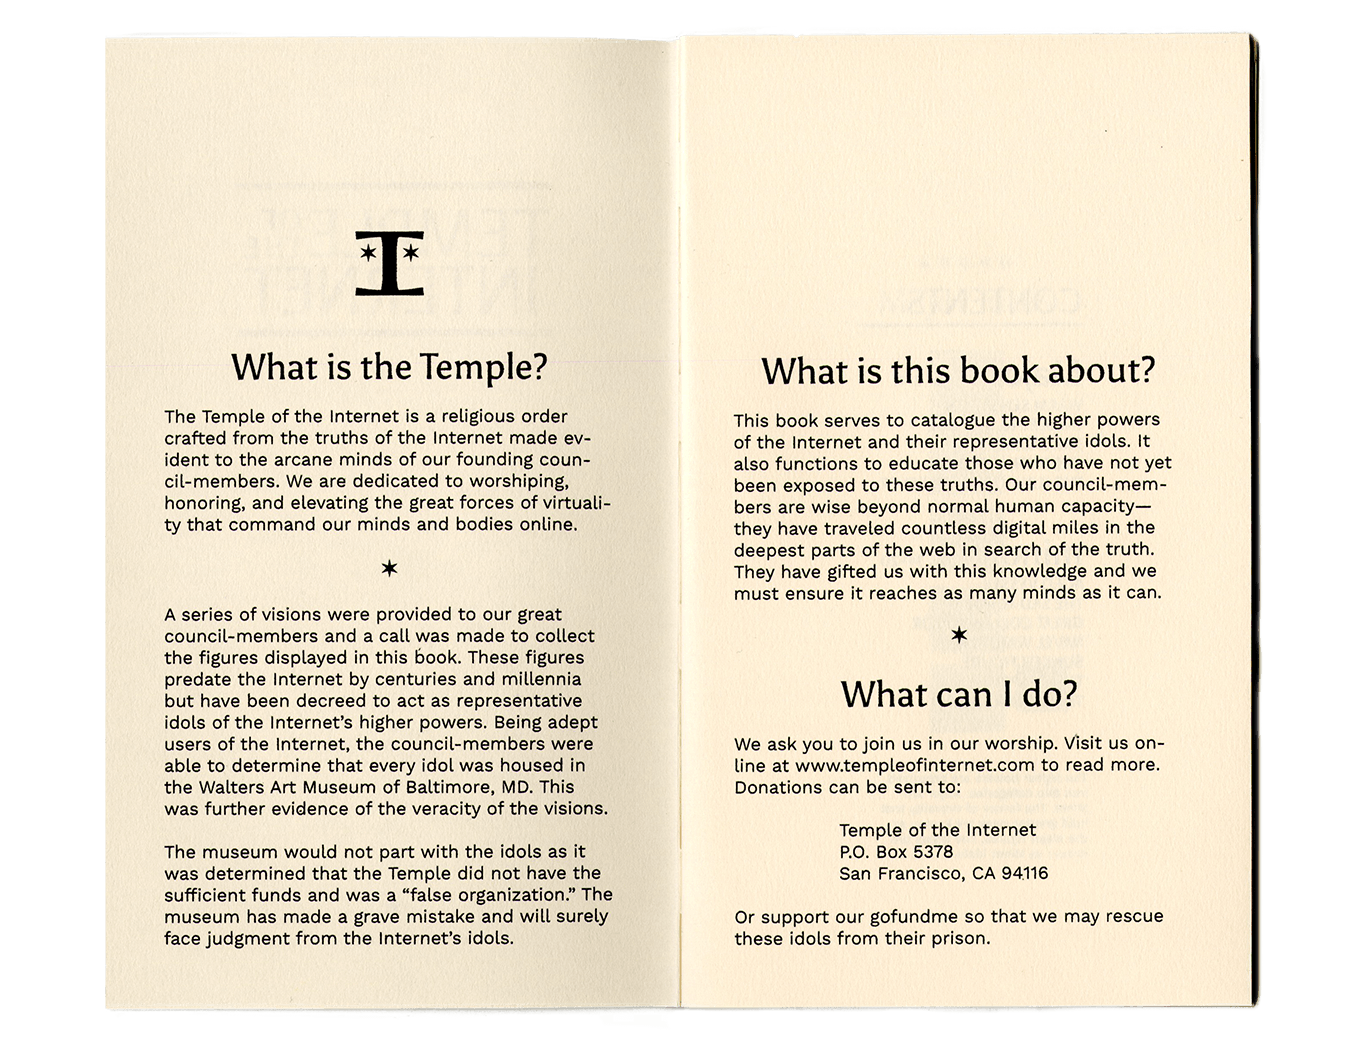 What is the Temple?
The Temple of the Internet is a religious order
crafted from the truths of the Internet made ev-
ident to the arcane minds of our founding coun-
cil-members. We are dedicated to worshiping,
honoring, and elevating the great forces of virtuali-
ty that command our minds and bodies online.
A series of visions were provided to our great
council-members and a call was made to collect
the figures displayed in this book. These figures
predate the Internet by centuries and millennia
but have been decreed to act as representative
idols of the Internet's higher powers. Being adept
users of the Internet, the council-members were
able to determine that every idol was housed in
the Walters Art Museum of Baltimore, MD. This
was further evidence of the veracity of the visions.
The museum would not part with the idols as it
was determined that the Temple did not have the
sufficient funds and was a “false organization.” The
museum has made a grave mistake and will surely
face judgment from the Internet's idols.
What is this book about?
This book serves to catalogue the higher powers
of the Internet and their representative idols. It
also functions to educate those who have not yet
been exposed to these truths. Our council-mem-
bers are wise beyond normal human capacity—
they have traveled countless digital miles in the
deepest parts of the web in search of the truth.
They have gifted us with this knowledge and we
must ensure it reaches as many minds as it can.
What can I do?
We ask you to join us in our worship. Visit us on-
line at www.templeofinternet.com to read more.
Donations can be sent to:
Temple of the Internet
P.O. Box 5378
San Francisco, CA 94116
Or support our gofundme so that we may rescue
these idols from their prison.